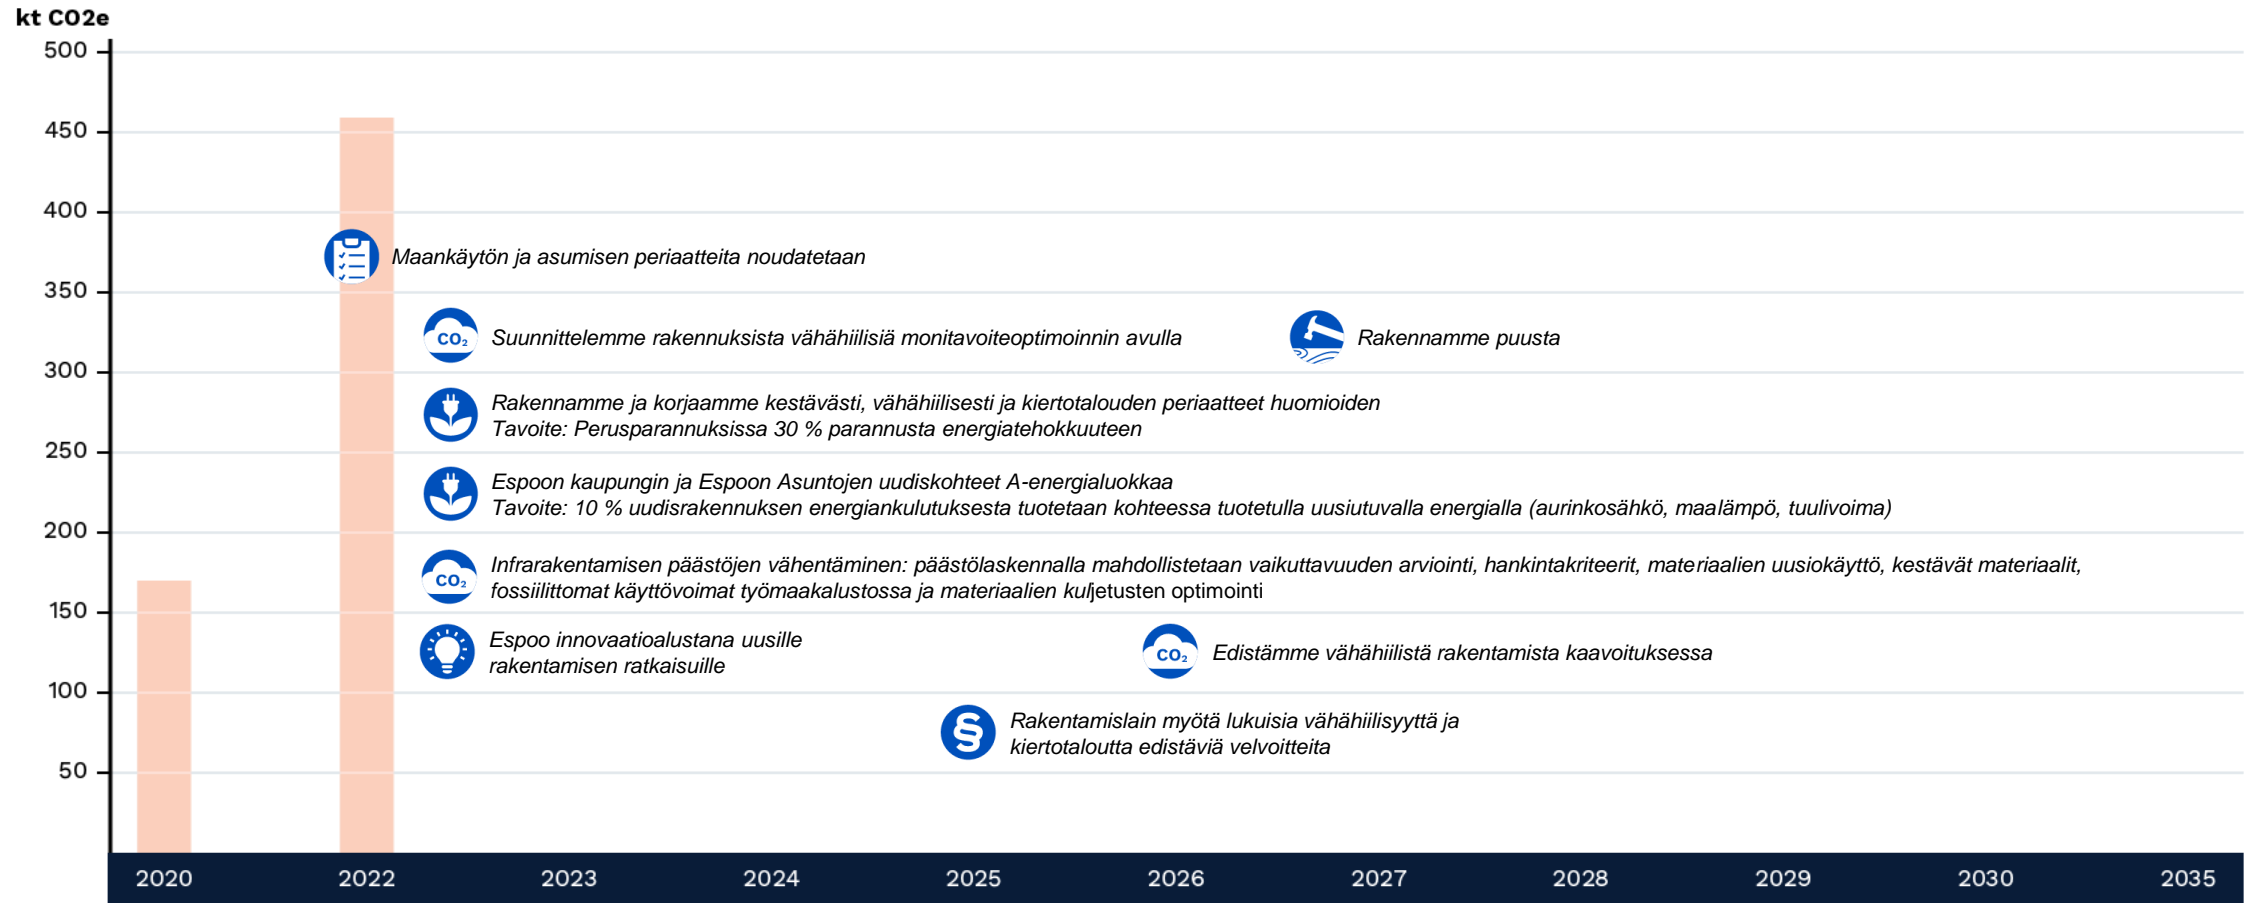 kt CO2e
500
450
400
Maankäytön ja asumisen periaatteita noudatetaan
350
CO₂ Suunnittelemme rakennuksista vähähiilisiä monitavoiteoptimoinnin avulla
Rakennamme puusta
300
Rakennamme ja korjaamme kestävästi, vähähiilisesti ja kiertotalouden periaatteet huomioiden
Tavoite: Perusparannuksissa 30 % parannusta energiatehokkuuteen
250
Espoon kaupungin ja Espoon Asuntojen uudiskohteet A-energialuokkaa
Tavoite: 10 % uudisrakennuksen energiankulutuksesta tuotetaan kohteessa tuotetulla uusiutuvalla energialla (aurinkosähkö, maalämpö, tuulivoima)
200
CO₂ Infrarakentamisen päästöjen vähentäminen: päästölaskennalla mahdollistetaan vaikuttavuuden arviointi, hankintakriteerit, materiaalien uusiokäyttö, kestävät materiaalit,
fossiilittomat käyttövoimat työmaakalustossa ja materiaalien kuljetusten optimointi
150
Espoo innovaatioalustana uusille
rakentamisen ratkaisuille
CO₂ Edistämme vähähiilistä rakentamista kaavoituksessa
100
§ Rakentamislain myötä lukuisia vähähiilisyyttä ja
kiertotaloutta edistäviä velvoitteita
50
2020 2022 2023 2024 2025 2026 2027 2028 2029 2030 2035